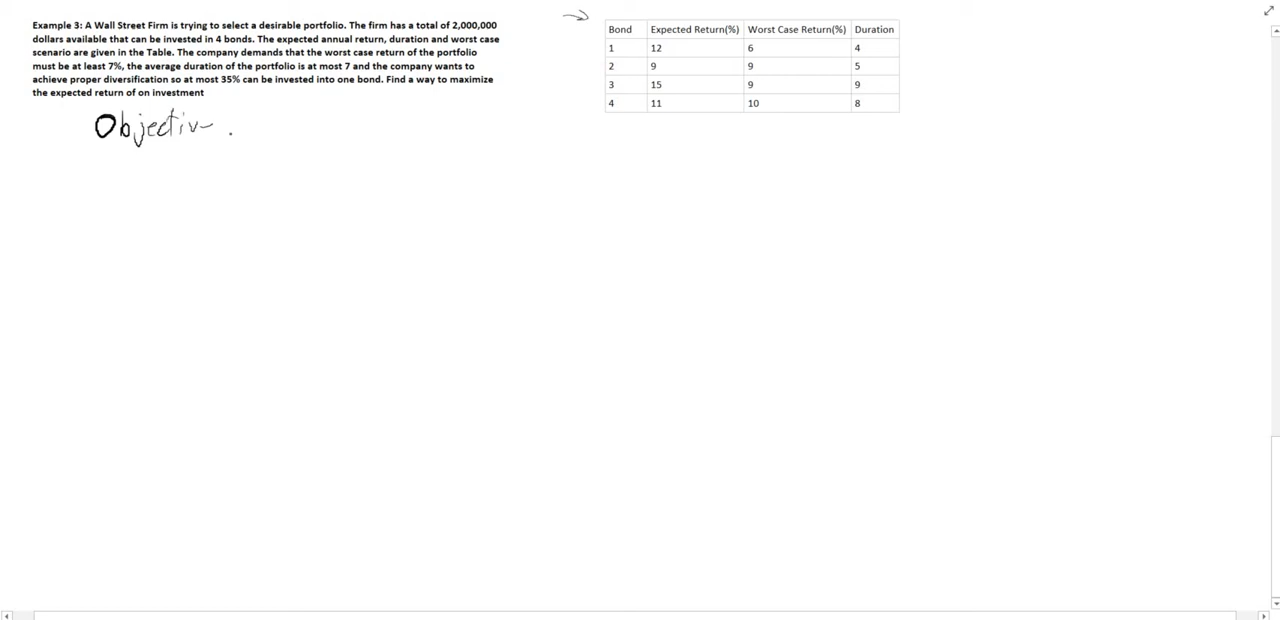 Example 3: A Wall Street Firm is trying to select a desirable portfolio. The firm has a total of 2,000,000
dollars available that can be invested in 4 bonds. The expected annual return, duration and worst case
scenario are given in the Table. The company demands that the worst case return of the portfolio
must be at least 7%, the average duration of the portfolio is at most 7 and the company wants to
achieve proper diversification so at most 35% can be invested into one bond. Find a way to maximize
the expected return of on investment
Objectiv
Bond Expected Return(%) Worst Case Return(%) Duration
1 12 6 4
2 9 9 5
3 15 9 9
4 11 10 8